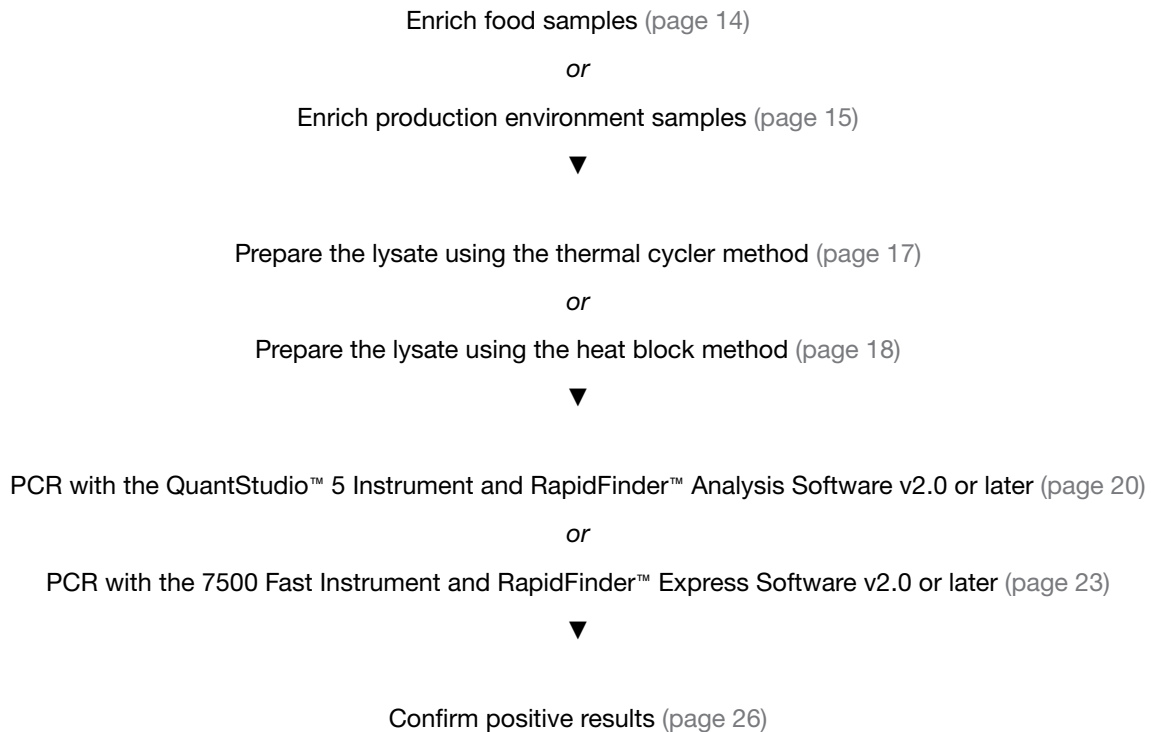 Enrich food samples (page 14)
or
Enrich production environment samples (page 15)
▼
Prepare the lysate using the thermal cycler method (page 17)
or
Prepare the lysate using the heat block method (page 18)
▼
PCR with the QuantStudio™ 5 Instrument and RapidFinder™ Analysis Software v2.0 or later (page 20)
or
PCR with the 7500 Fast Instrument and RapidFinder™ Express Software v2.0 or later (page 23)
▼
Confirm positive results (page 26)